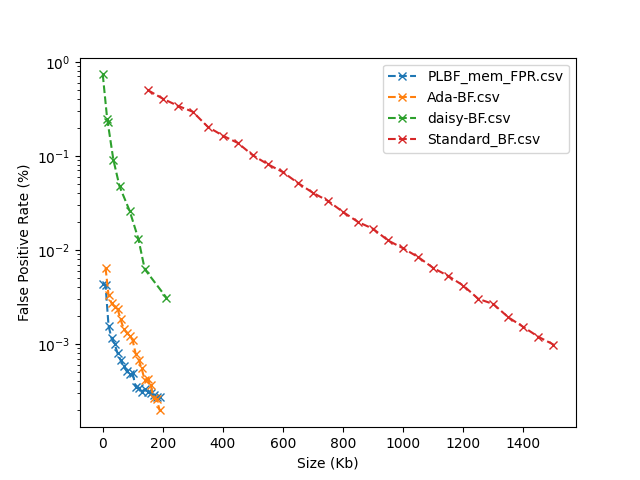 10⁰
10⁻¹
10⁻²
10⁻³
False Positive Rate (%)
PLBF_mem_FPR.csv
Ada-BF.csv
daisy-BF.csv
Standard_BF.csv
0 200 400 600 800 1000 1200 1400
Size (Kb)